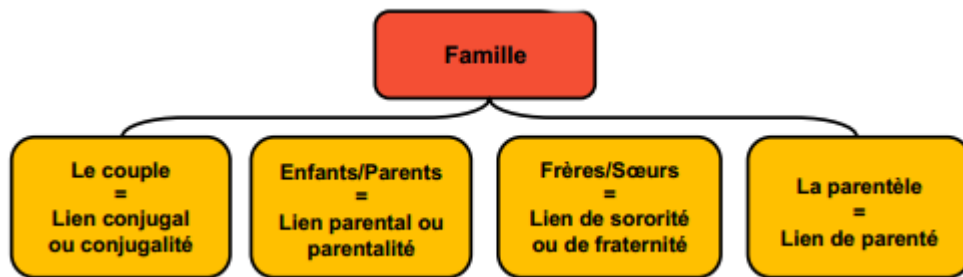 Famille
Le couple
=
Lien conjugal
ou conjugalité
Enfants/Parents
=
Lien parental ou
parentalité
Frères/Sœurs
=
Lien de sororité
ou de fraternité
La parentèle
=
Lien de parenté